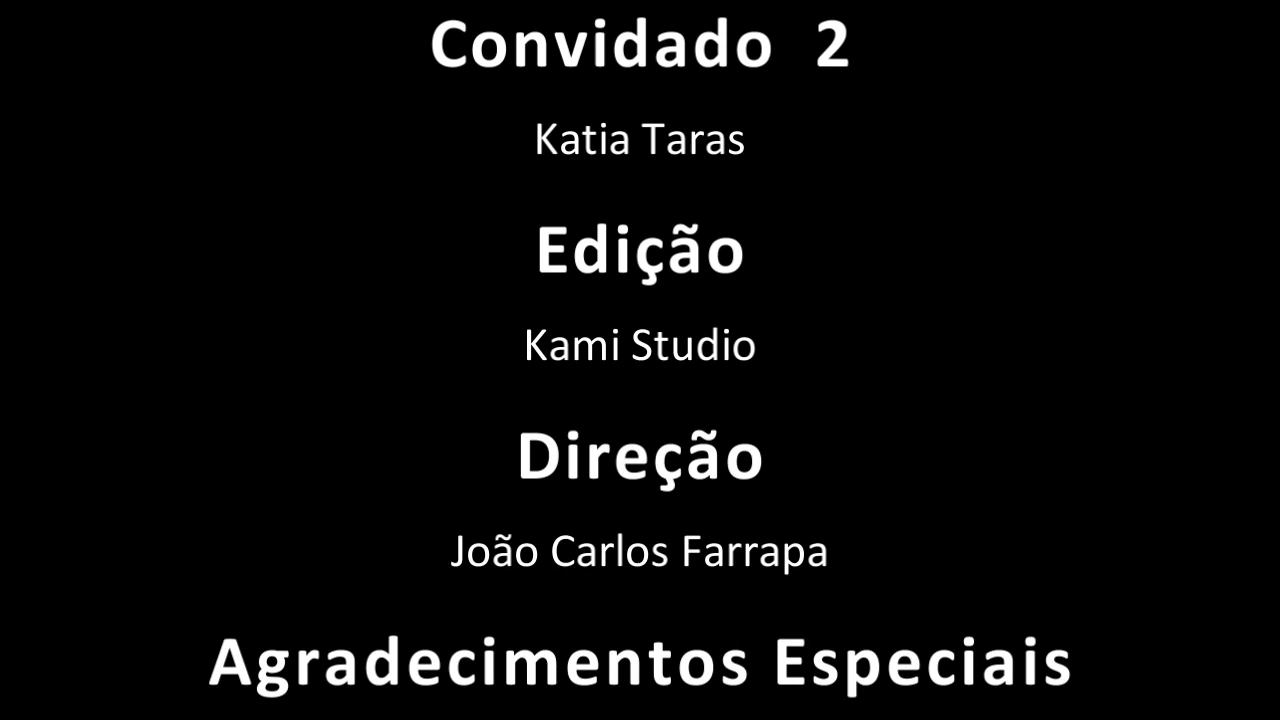 Convidado 2
Katia Taras
Edição
Kami Studio
Direção
João Carlos Farrapa
Agradecimentos Especiais